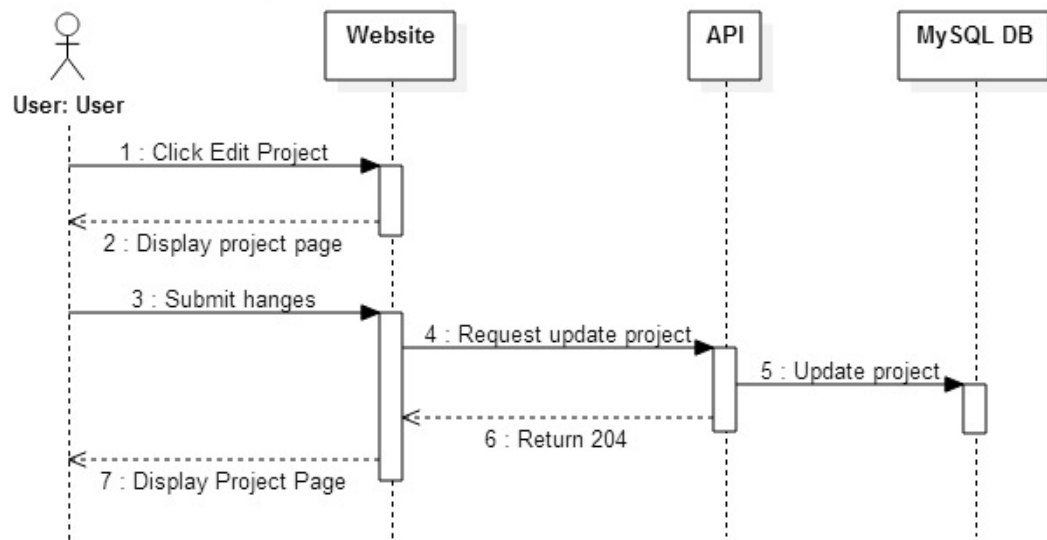 Website
API
MySQL DB
User: User
1 : Click Edit Project
2 : Display project page
3 : Submit hanges
4 : Request update project
5 : Update project
6 : Return 204
7 : Display Project Page